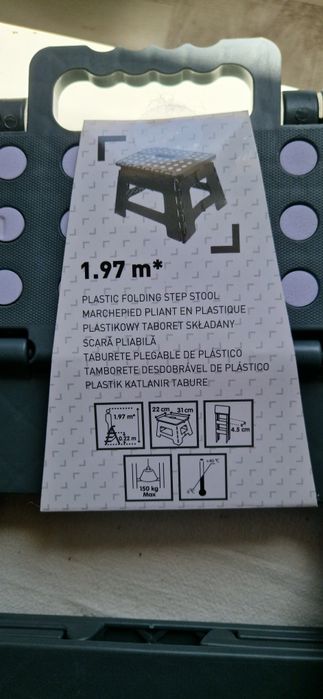 1.97 m*
PLASTIC FOLDING STEP STOOL
MARCHEPIED PLIANT EN PLASTIQUE
PLASTIKOWY TABORET SKŁADANY
SCARĂ PLIABILĂ
TABURETE PLEGABLE DE PLÁSTICO
TAMBORETE DESDOBRÁVEL DE PLÁSTICO
PLASTIK KATLANIR TABURE
1.97 m*
0.22 m
22 cm 31cm
4.5 cm
150 kg
Max